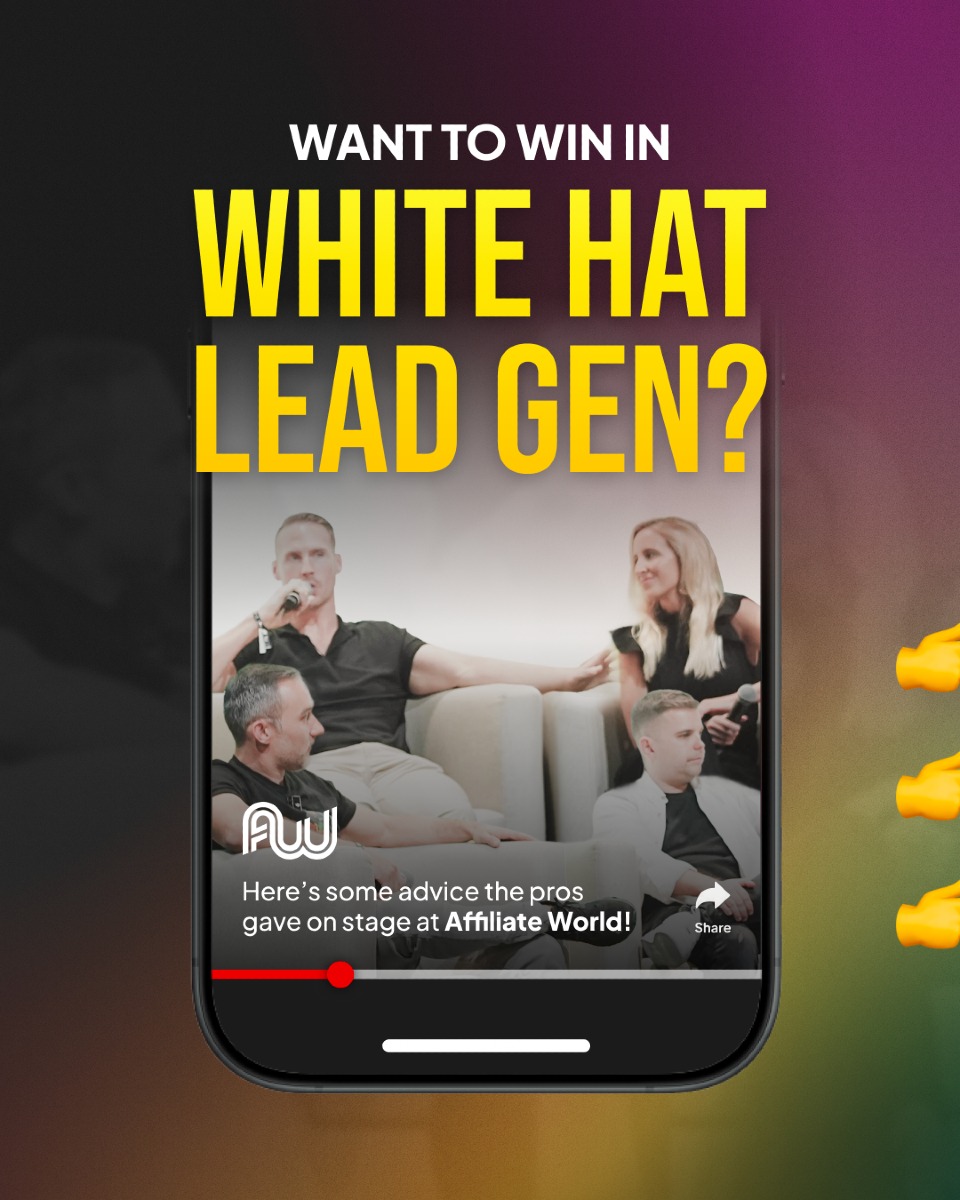 WANT TO WIN IN
WHITE HAT
LEAD GEN?
AW
Here's some advice the pros
gave on stage at Affiliate World!
Share